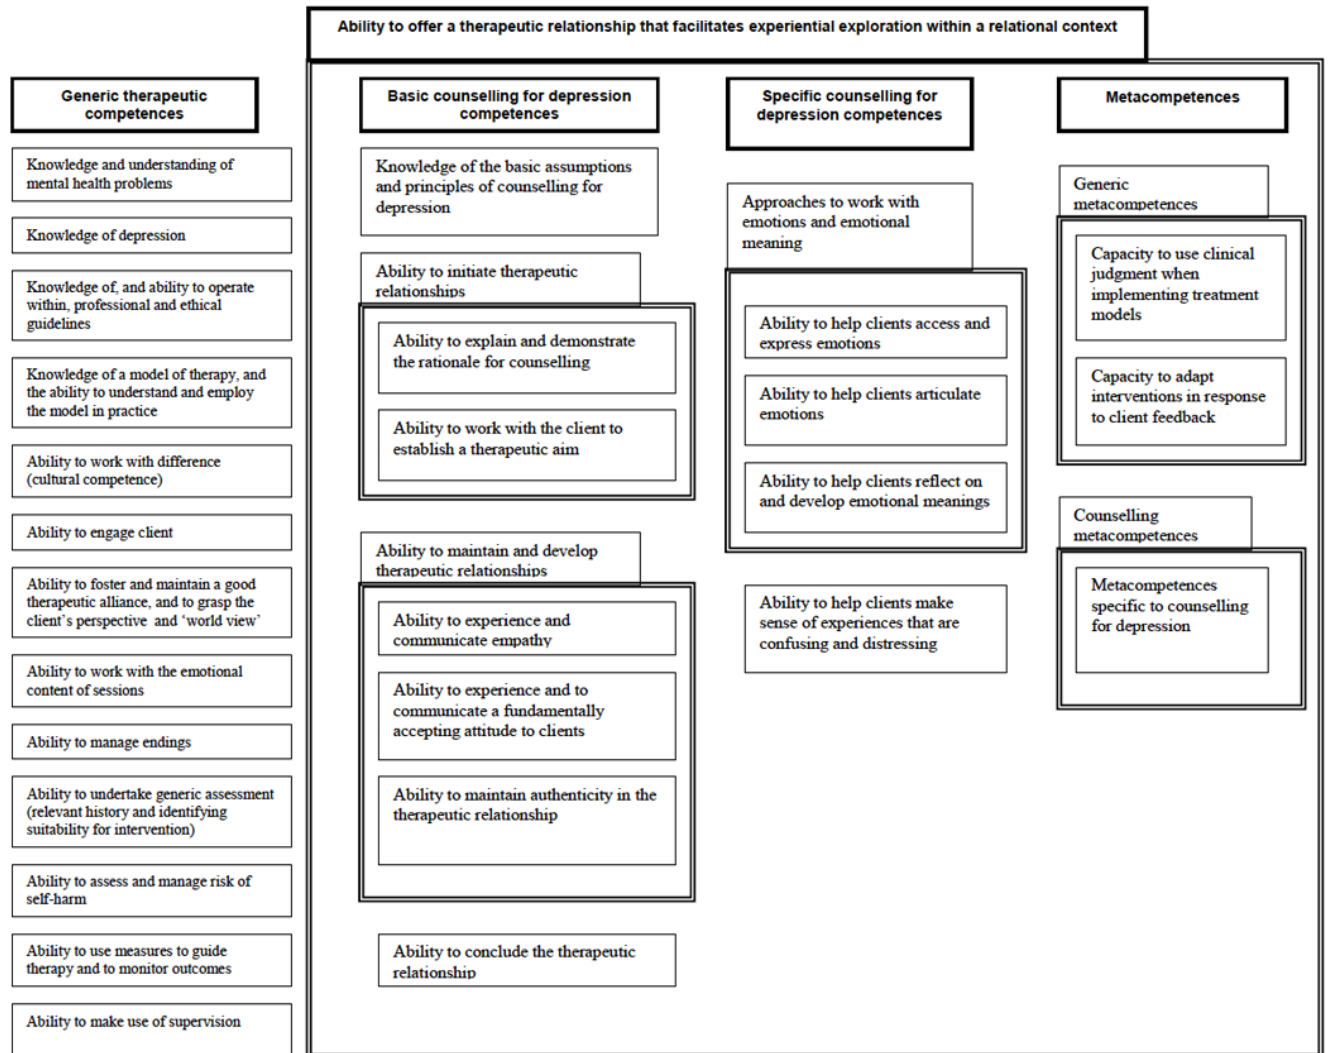 Ability to offer a therapeutic relationship that facilitates experiential exploration within a relational context
Generic therapeutic
competences
Knowledge and understanding of
mental health problems
Knowledge of depression
Knowledge of, and ability to operate
within, professional and ethical
guidelines
Knowledge of a model of therapy, and
the ability to understand and employ
the model in practice
Ability to work with difference
(cultural competence)
Ability to engage client
Ability to foster and maintain a good
therapeutic alliance, and to grasp the
client's perspective and ‘world view’
Ability to work with the emotional
content of sessions
Ability to manage endings
Ability to undertake generic assessment
(relevant history and identifying
suitability for intervention)
Ability to assess and manage risk of
self-harm
Ability to use measures to guide
therapy and to monitor outcomes
Ability to make use of supervision
Basic counselling for depression
competences
Knowledge of the basic assumptions
and principles of counselling for
depression
Ability to initiate therapeutic
relationships
Ability to explain and demonstrate
the rationale for counselling
Ability to work with the client to
establish a therapeutic aim
Ability to maintain and develop
therapeutic relationships
Ability to experience and
communicate empathy
Ability to experience and to
communicate a fundamentally
accepting attitude to clients
Ability to maintain authenticity in the
therapeutic relationship
Ability to conclude the therapeutic
relationship
Specific counselling for
depression competences
Approaches to work with
emotions and emotional
meaning
Ability to help clients access and
express emotions
Ability to help clients articulate
emotions
Ability to help clients reflect on
and develop emotional meanings
Ability to help clients make
sense of experiences that are
confusing and distressing
Metacompetences
Generic
metacompetences
Capacity to use clinical
judgment when
implementing treatment
models
Capacity to adapt
interventions in response
to client feedback
Counselling
metacompetences
Metacompetences
specific to counselling
for depression